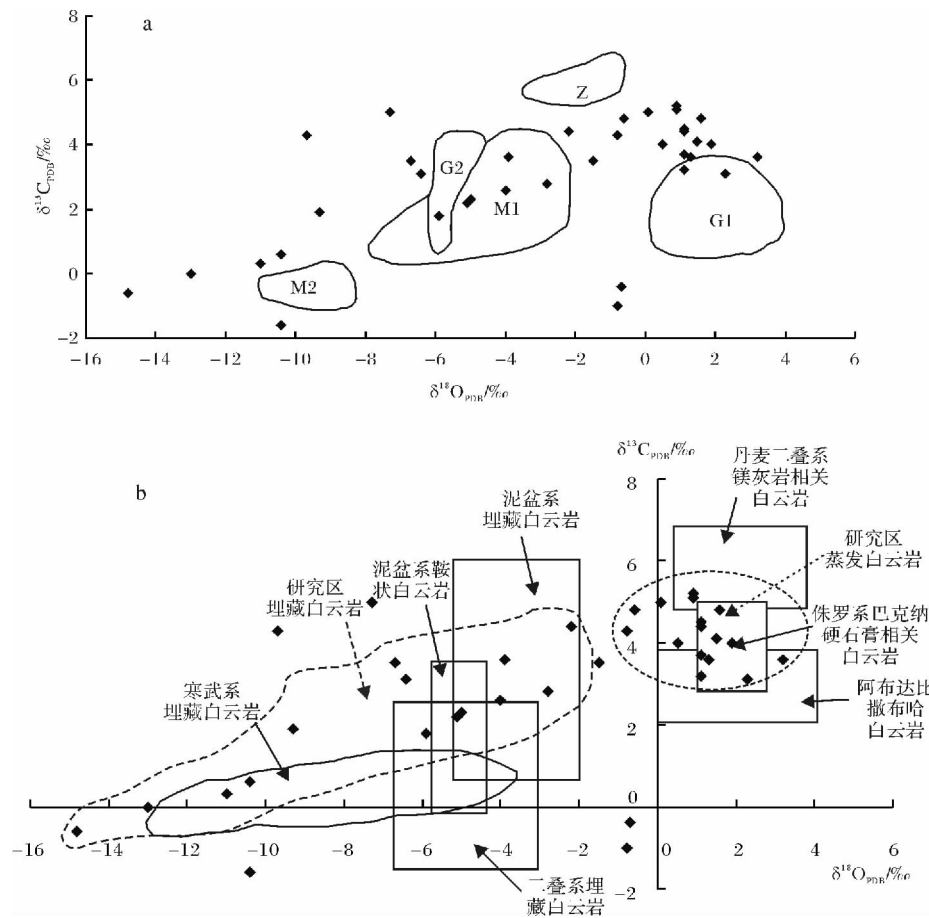 a
8
6
4
2
0
−2
δ¹³C_PDB/‰
Z
G2
M1
G1
M2
−16
−14
−12
−10
−8
−6
−4
−2
0
2
4
6
δ¹⁸O_PDB/‰
b
δ¹³C_PDB/‰
8
6
4
2
0
−2
丹麦二叠系
镁灰岩相关
白云岩
泥盆系
埋藏白云岩
研究区
蒸发白云岩
泥盆系鞍
状白云岩
研究区
埋藏白云岩
侏罗系巴克纳
硬石膏相关
白云岩
寒武系
埋藏白云岩
阿布达比
撒布哈
白云岩
−16
−14
−12
−10
−8
−6
−4
−2
0
2
4
6
二叠系埋
藏白云岩
δ¹⁸O_PDB/‰